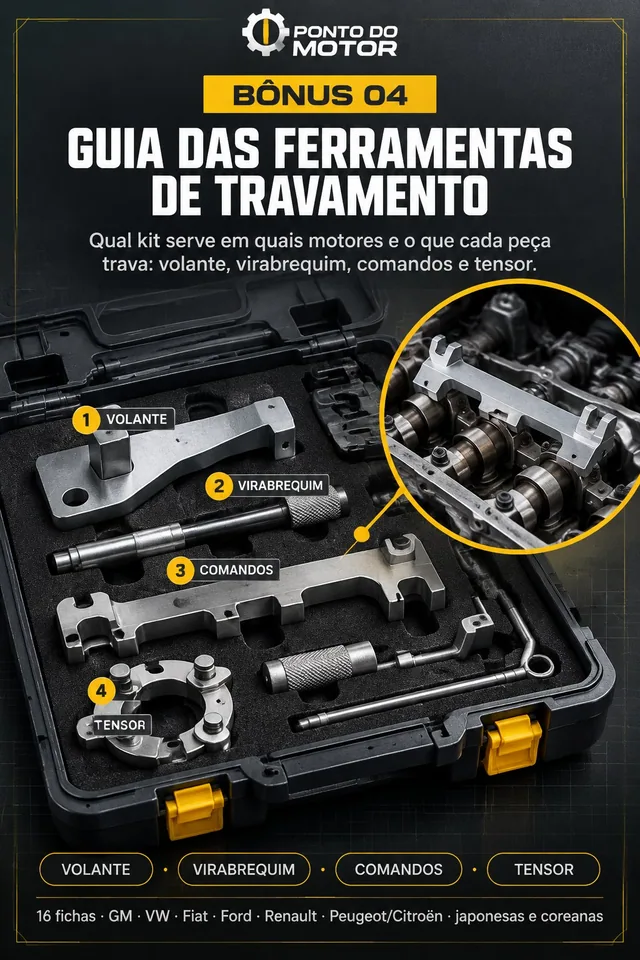 PONTO DO
MOTOR
BÔNUS 04
GUIA DAS FERRAMENTAS
DE TRAVAMENTO
Qual kit serve em quais motores e o que cada peça
trava: volante, virabrequim, comandos e tensor.
1 VOLANTE
2 VIRABREQUIM
3 COMANDOS
4
TENSOR
VOLANTE · VIRABREQUIM · COMANDOS · TENSOR
16 fichas · GM · VW · Fiat · Ford · Renault · Peugeot/Citroën · japonesas e coreanas